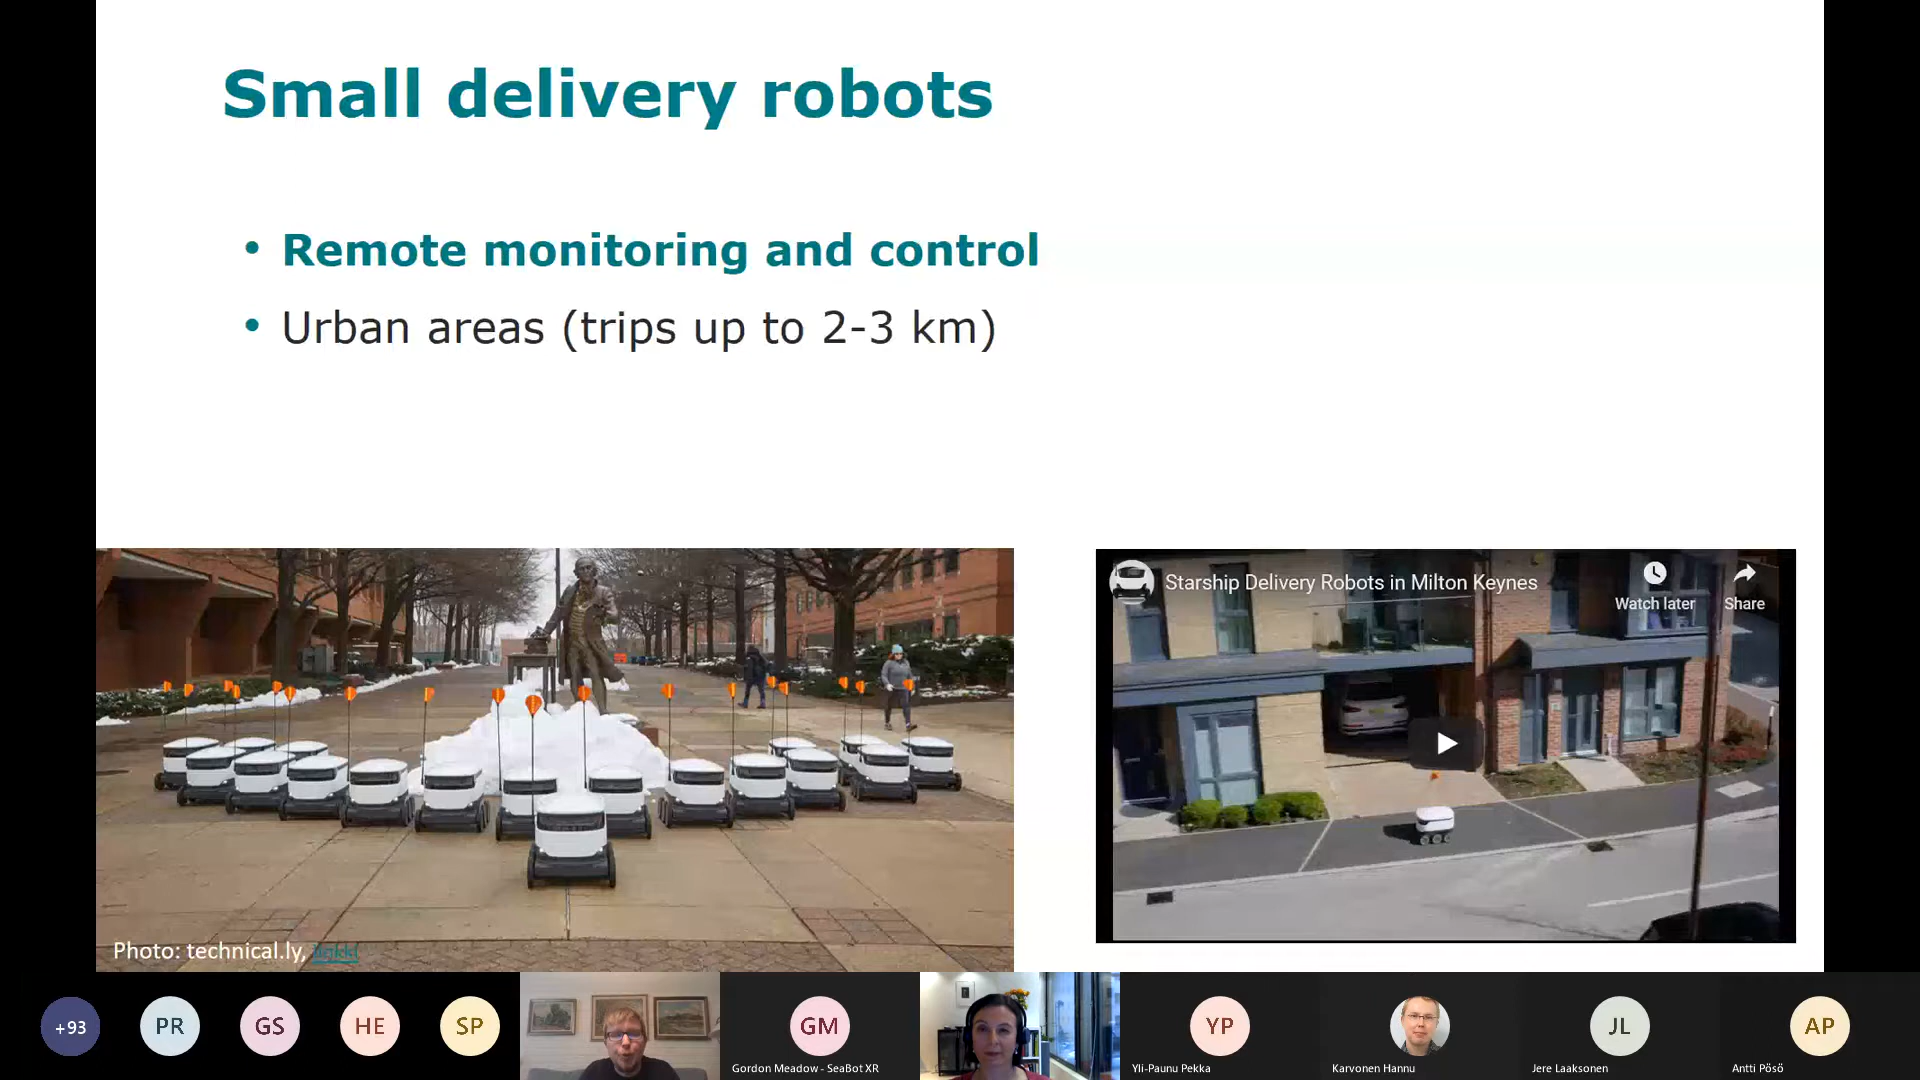 Small delivery robots
• Remote monitoring and control
• Urban areas (trips up to 2-3 km)
Photo: technical.ly, linkki
Starship Delivery Robots in Milton Keynes
Watch later
Share
+93
PR
GS
HE
SP
GM
Gordon Meadow - SeaBot XR
YP
Yli-Paunu Pekka
Karvonen Hannu
JL
Jere Laaksonen
AP
Antti Pösö